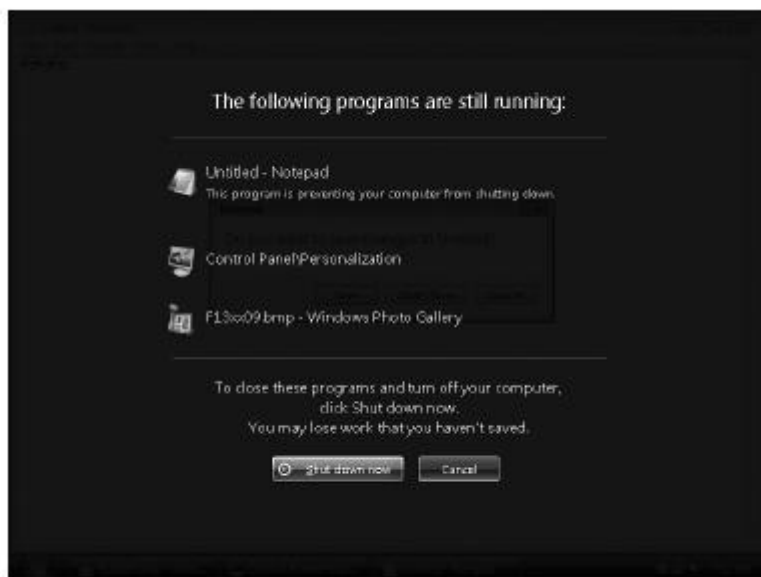 The following programs are still running:
Untitled - Notepad
This program is preventing your computer from shutting down.
Control Panel\Personalization
F13xx09.bmp - Windows Photo Gallery
To close these programs and turn off your computer,
click Shut down now.
You may lose work that you haven't saved.
Shut down now
Cancel